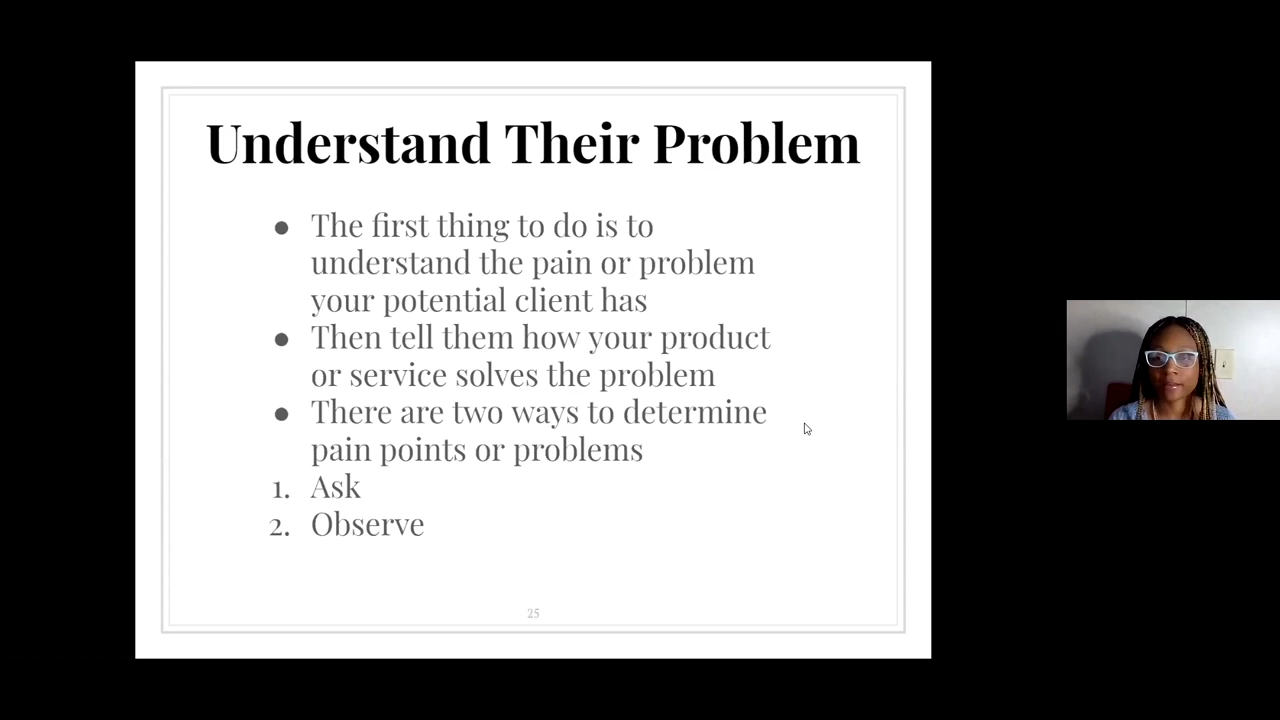 Understand Their Problem
● The first thing to do is to
understand the pain or problem
your potential client has
● Then tell them how your product
or service solves the problem
● There are two ways to determine
pain points or problems
1. Ask
2. Observe
25